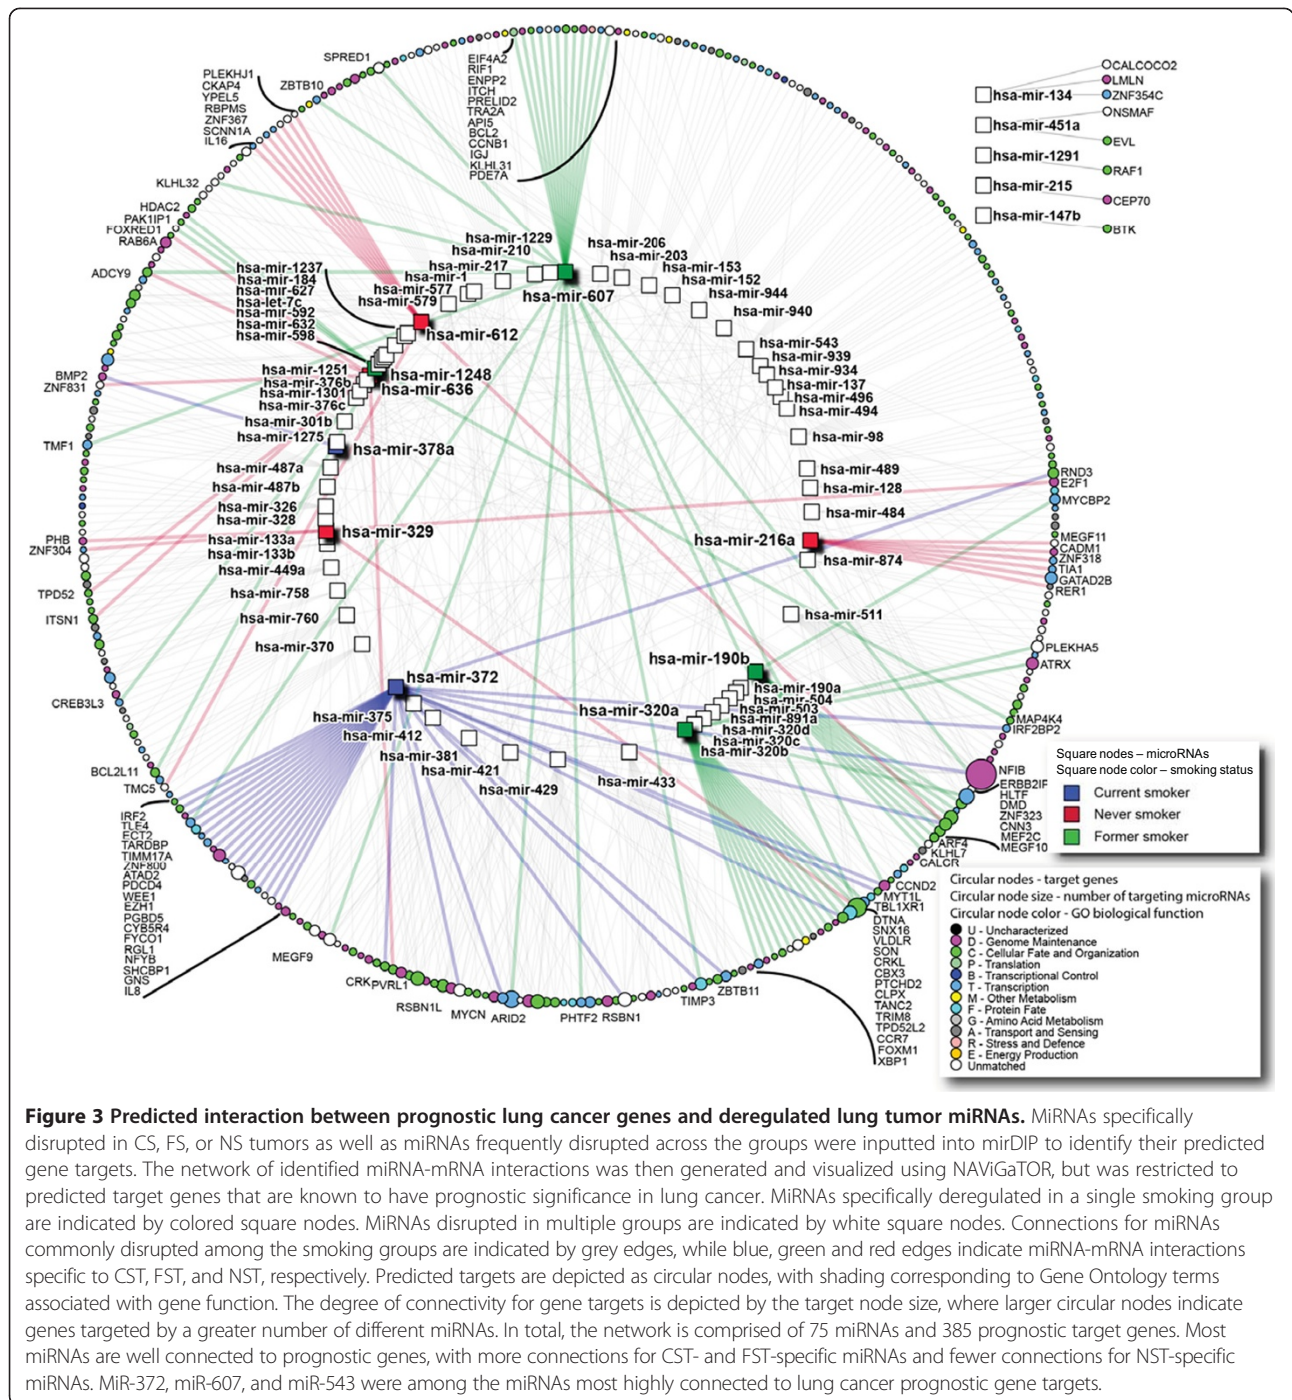 SPRED1
PLEKHJ1
CKAP4
YPEL5
RBPMS
ZNF367
SCNN1A
IL16
ZBTB10
EIF4A2
RIF1
ENPP2
ITCH
PRELID2
TRA2A
API5
BCL2
CCNB1
IGJ
KLHL31
PDE7A
CALCOCO2
LMLN
hsa-mir-134
ZNF354C
NSMAF
hsa-mir-451a
EVL
hsa-mir-1291
RAF1
hsa-mir-215
CEP70
hsa-mir-147b
BTK
KLHL32
HDAC2
PAK1IP1
FOXRED1
RAB6A
ADCY9
BMP2
ZNF831
TMF1
PHB
ZNF304
TPD52
ITSN1
CREB3L3
BCL2L11
TMC5
hsa-mir-1229
hsa-mir-210
hsa-mir-217
hsa-mir-1
hsa-mir-577
hsa-mir-579
hsa-mir-607
hsa-mir-206
hsa-mir-203
hsa-mir-153
hsa-mir-152
hsa-mir-944
hsa-mir-940
hsa-mir-543
hsa-mir-939
hsa-mir-934
hsa-mir-137
hsa-mir-496
hsa-mir-494
hsa-mir-98
hsa-mir-489
hsa-mir-128
hsa-mir-484
hsa-mir-216a
hsa-mir-874
hsa-mir-511
hsa-mir-1237
hsa-mir-184
hsa-mir-627
hsa-let-7c
hsa-mir-592
hsa-mir-632
hsa-mir-598
hsa-mir-612
hsa-mir-1248
hsa-mir-636
hsa-mir-1251
hsa-mir-376b
hsa-mir-1301
hsa-mir-376c
hsa-mir-301b
hsa-mir-1275
hsa-mir-378a
hsa-mir-487a
hsa-mir-487b
hsa-mir-326
hsa-mir-328
hsa-mir-329
hsa-mir-133a
hsa-mir-133b
hsa-mir-449a
hsa-mir-758
hsa-mir-760
hsa-mir-370
hsa-mir-372
hsa-mir-375
hsa-mir-412
hsa-mir-381
hsa-mir-421
hsa-mir-429
hsa-mir-433
hsa-mir-190b
hsa-mir-190a
hsa-mir-504
hsa-mir-503
hsa-mir-891a
hsa-mir-320d
hsa-mir-320c
hsa-mir-320b
hsa-mir-320a
RND3
E2F1
MYCBP2
MEGF11
CADM1
ZNF318
TIA1
GATAD2B
RER1
PLEKHA5
ATRX
MAP4K4
IRF2BP2
NFIB
ERBB2IP
HLTF
DMD
ZNF323
CNN3
MEF2C
MEGF10
ARF4
KLHL7
CALCR
CCND2
MYT1L
TBL1XR1
DTNA
SNX16
VLDLR
SON
CRKL
CBX3
PTCHD2
CLPX
TANC2
TRIM8
TPD52L2
CCR7
FOXM1
XBP1
ZBTB11
TIMP3
RSBN1
PHTF2
ARID2
MYCN
RSBN1L
PVRL1
CRK
MEGF9
IRF2
TLE4
ECT2
TARDBP
TIMM17A
ZNF800
ATAD2
PDCD4
WEE1
EZH1
PGBD5
CYB5R4
FYCO1
RGL1
NFYB
SHCBP1
GNS
IL8
Square nodes – microRNAs
Square node color – smoking status
Current smoker
Never smoker
Former smoker
Circular nodes - target genes
Circular node size - number of targeting microRNAs
Circular node color - GO biological function
U - Uncharacterized
D - Genome Maintenance
C - Cellular Fate and Organization
P - Translation
B - Transcriptional Control
T - Transcription
M - Other Metabolism
F - Protein Fate
G - Amino Acid Metabolism
A - Transport and Sensing
R - Stress and Defence
E - Energy Production
Unmatched
Figure 3 Predicted interaction between prognostic lung cancer genes and deregulated lung tumor miRNAs. MiRNAs specifically
disrupted in CS, FS, or NS tumors as well as miRNAs frequently disrupted across the groups were inputted into mirDIP to identify their predicted
gene targets. The network of identified miRNA-mRNA interactions was then generated and visualized using NAViGaTOR, but was restricted to
predicted target genes that are known to have prognostic significance in lung cancer. MiRNAs specifically deregulated in a single smoking group
are indicated by colored square nodes. MiRNAs disrupted in multiple groups are indicated by white square nodes. Connections for miRNAs
commonly disrupted among the smoking groups are indicated by grey edges, while blue, green and red edges indicate miRNA-mRNA interactions
specific to CST, FST, and NST, respectively. Predicted targets are depicted as circular nodes, with shading corresponding to Gene Ontology terms
associated with gene function. The degree of connectivity for gene targets is depicted by the target node size, where larger circular nodes indicate
genes targeted by a greater number of different miRNAs. In total, the network is comprised of 75 miRNAs and 385 prognostic target genes. Most
miRNAs are well connected to prognostic genes, with more connections for CST- and FST-specific miRNAs and fewer connections for NST-specific
miRNAs. MiR-372, miR-607, and miR-543 were among the miRNAs most highly connected to lung cancer prognostic gene targets.